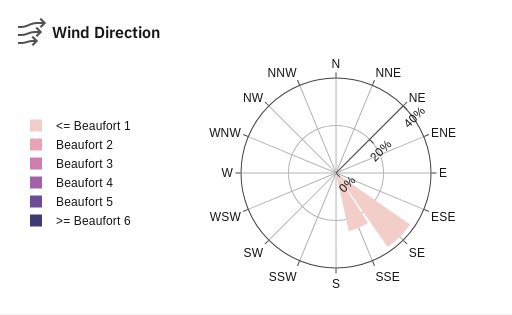 Wind Direction
<= Beaufort 1
Beaufort 2
Beaufort 3
Beaufort 4
Beaufort 5
>= Beaufort 6
N
NNE
NE
ENE
E
ESE
SE
SSE
S
SSW
SW
WSW
W
WNW
NW
NNW
0%
20%
40%